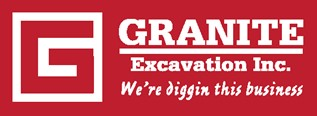 G
GRANITE
Excavation Inc.
We're diggin this business